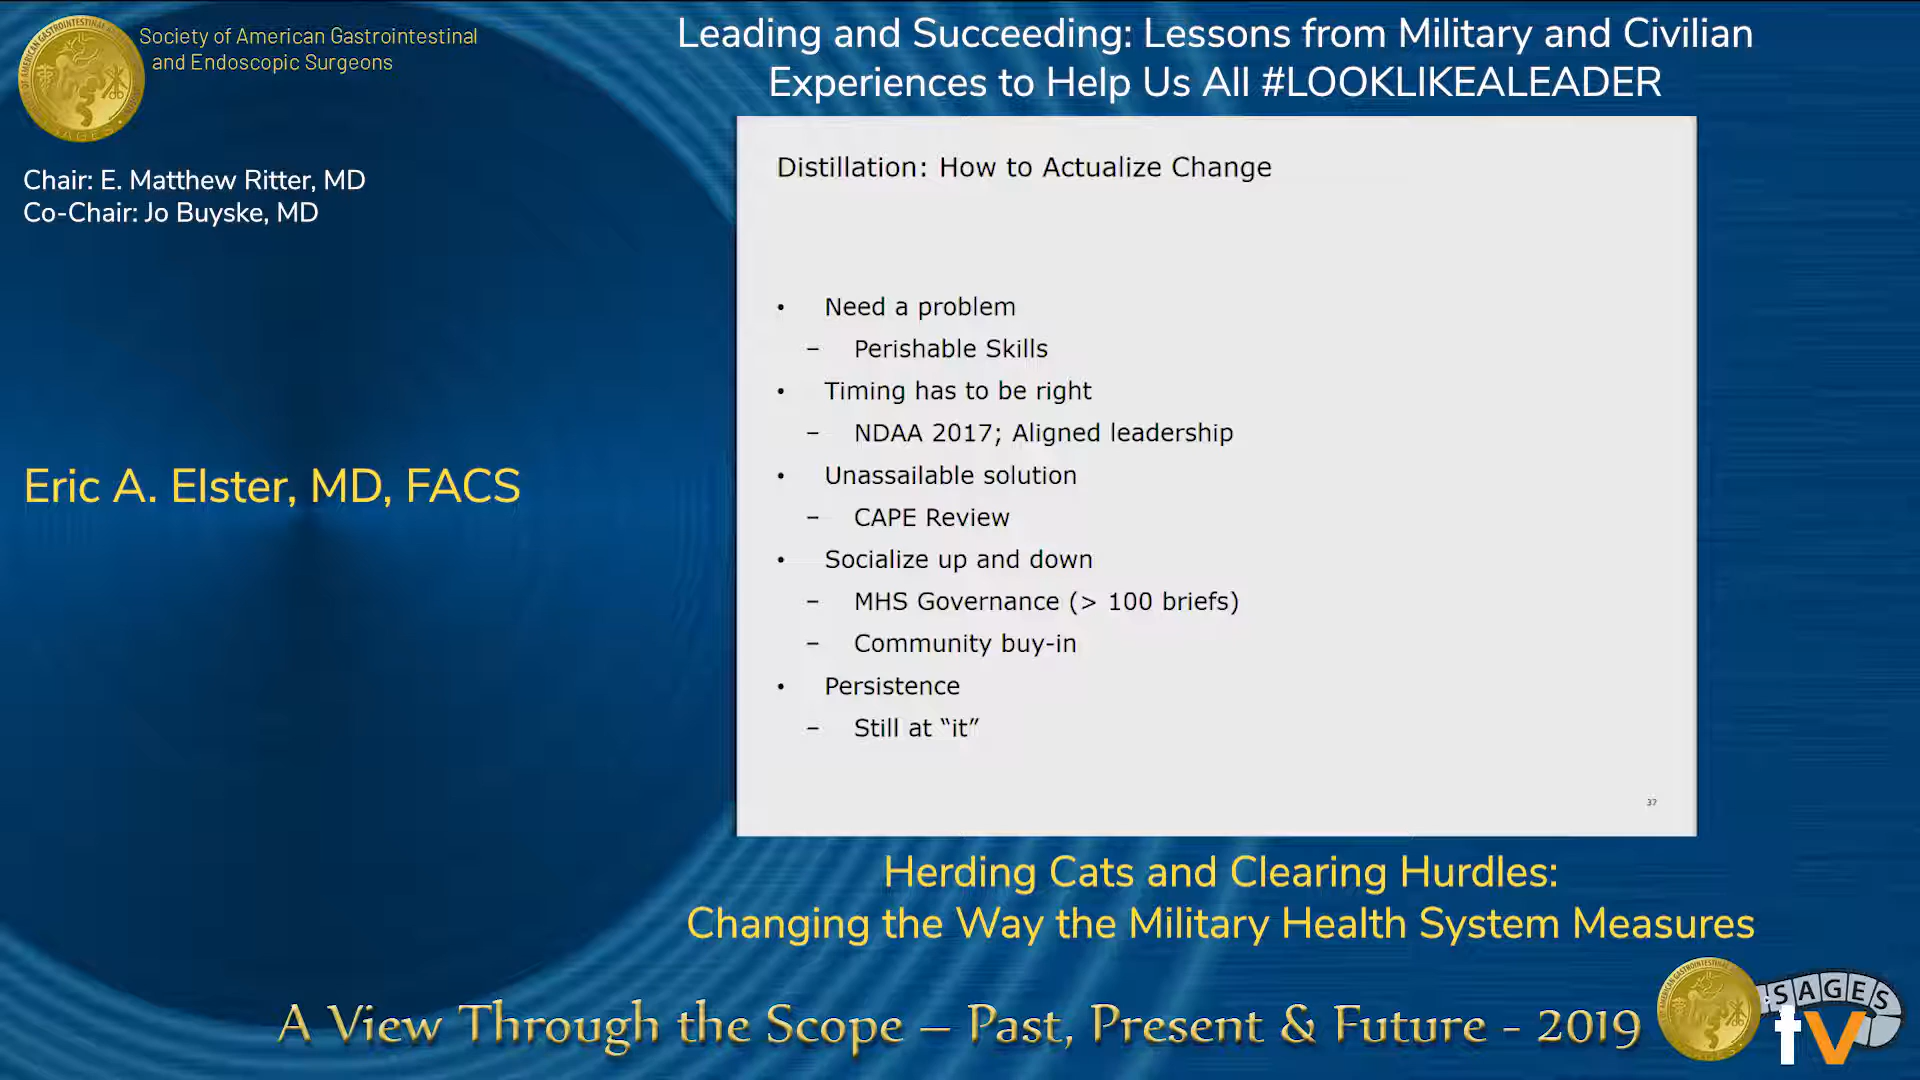 Society of American Gastrointestinal
and Endoscopic Surgeons
Leading and Succeeding: Lessons from Military and Civilian
Experiences to Help Us All #LOOKLIKEALEADER
Chair: E. Matthew Ritter, MD
Co-Chair: Jo Buyske, MD
Eric A. Elster, MD, FACS
Distillation: How to Actualize Change
• Need a problem
– Perishable Skills
• Timing has to be right
– NDAA 2017; Aligned leadership
• Unassailable solution
– CAPE Review
• Socialize up and down
– MHS Governance (> 100 briefs)
– Community buy-in
• Persistence
– Still at “it”
37
Herding Cats and Clearing Hurdles:
Changing the Way the Military Health System Measures
A View Through the Scope – Past, Present & Future - 2019
SAGES
tV